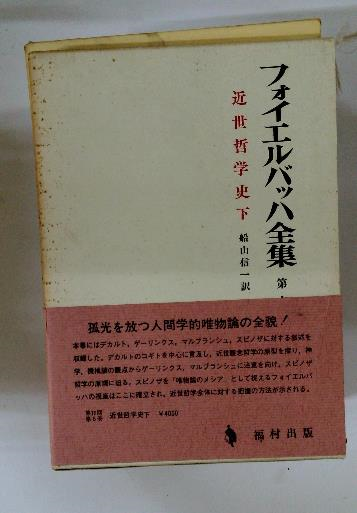 フォイエルバッハ全集 第
近世哲学史下
船山信一訳
孤光を放つ人間学的唯物論の全貌!
本巻にはデカルト、ゲーリンクス、マルブランシュ、スピノザに対する叙述を
収録した。デカルトのコギトを中心に言及し、近世観念哲学の原型を探り、神
学、機械論の観点からゲーリンクス、マルブランシュに法意を向け、スピノザ
哲学の原環に迫る。スピノザを「唯物論のメシア」として捉えるフォイエルバ
ッハの視座はここに確立され、近世哲学全体に対する把握の方法が示される。
近世哲学史下 ¥4000
福村出版